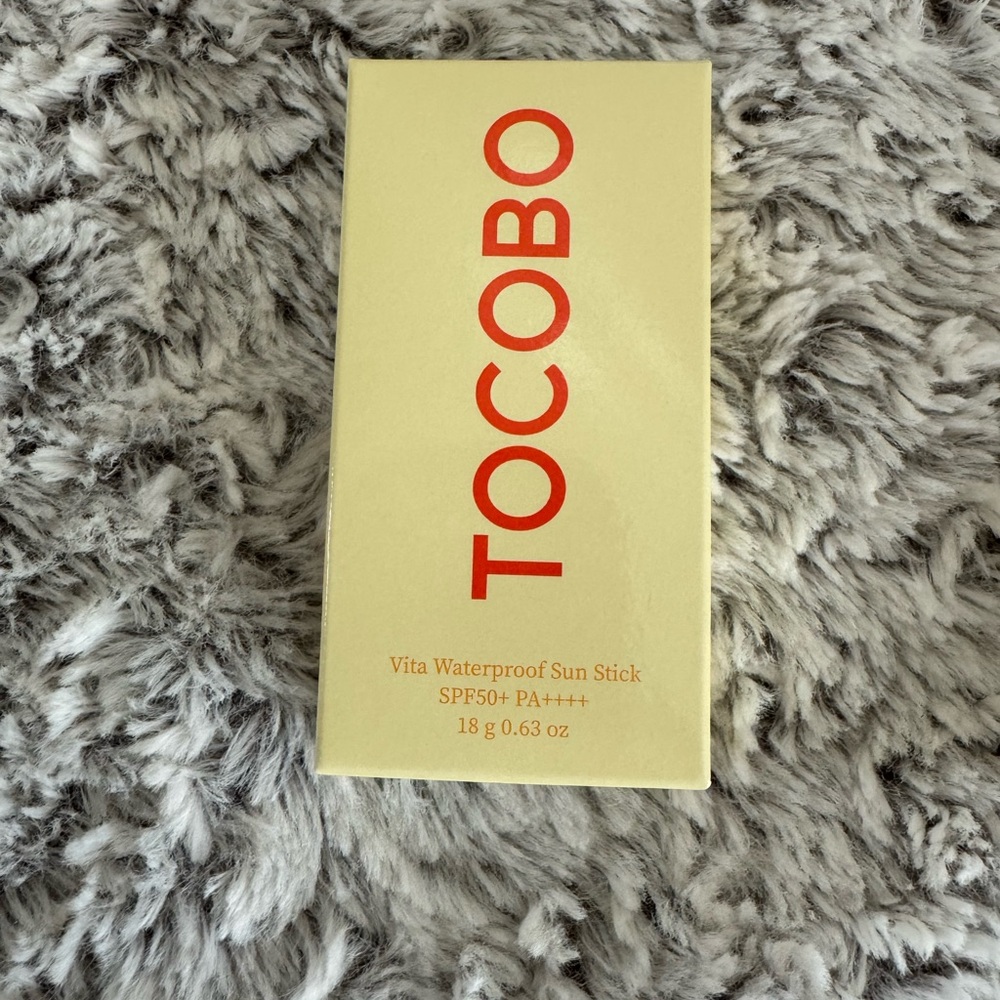 TOCOBO
Vita Waterproof Sun Stick
SPF50+ PA++++
18 g 0.63 oz